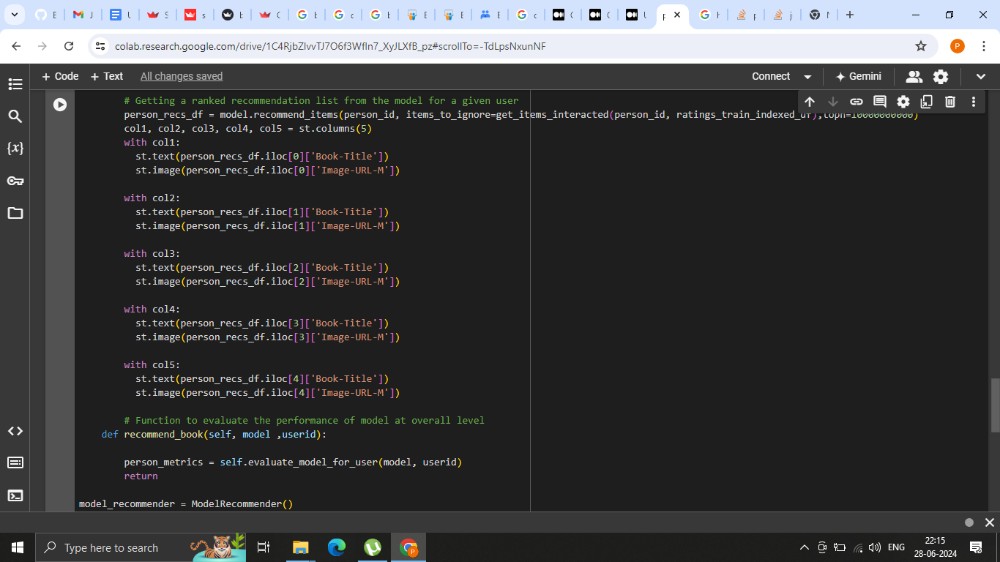 colab.research.google.com/drive/1C4RjbZlvvTJ7O6f3Wfln7_XyJLXfB_pz#scrollTo=-TdLpsNxunNF
P
+ Code + Text All changes saved Connect Gemini
# Getting a ranked recommendation list from the model for a given user
person_recs_df = model.recommend_items(person_id, items_to_ignore=get_items_interacted(person_id, ratings_train_indexed_df),topn=10000000000)
col1, col2, col3, col4, col5 = st.columns(5)
with col1:
st.text(person_recs_df.iloc[0]['Book-Title'])
st.image(person_recs_df.iloc[0]['Image-URL-M'])
with col2:
st.text(person_recs_df.iloc[1]['Book-Title'])
st.image(person_recs_df.iloc[1]['Image-URL-M'])
with col3:
st.text(person_recs_df.iloc[2]['Book-Title'])
st.image(person_recs_df.iloc[2]['Image-URL-M'])
with col4:
st.text(person_recs_df.iloc[3]['Book-Title'])
st.image(person_recs_df.iloc[3]['Image-URL-M'])
with col5:
st.text(person_recs_df.iloc[4]['Book-Title'])
st.image(person_recs_df.iloc[4]['Image-URL-M'])
# Function to evaluate the performance of model at overall level
def recommend_book(self, model ,userid):
person_metrics = self.evaluate_model_for_user(model, userid)
return
model_recommender = ModelRecommender()
Type here to search
P
ENG
22:15
28-06-2024